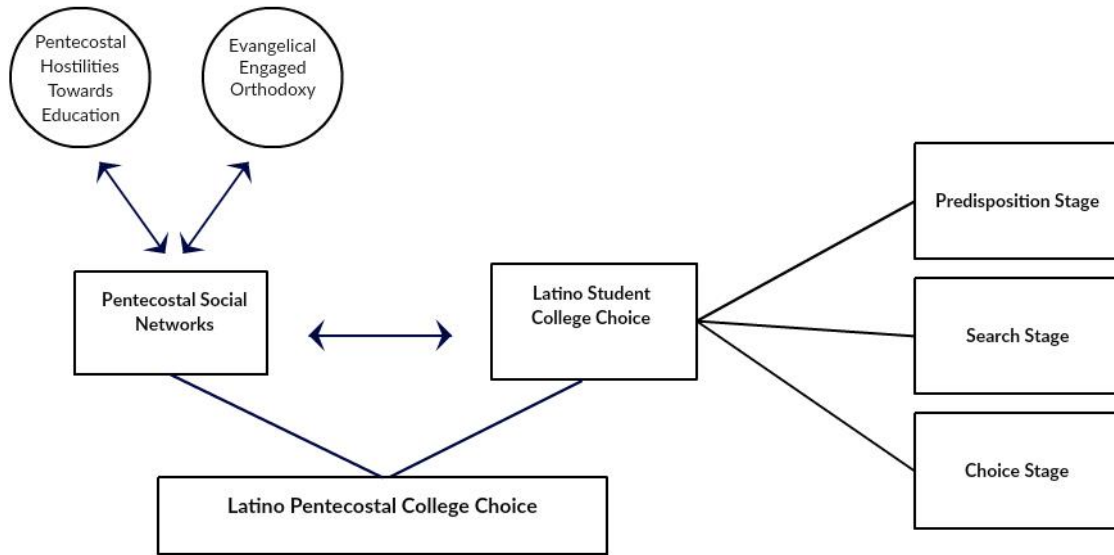 Pentecostal
Hostilities
Towards
Education
Evangelical
Engaged
Orthodoxy
Predisposition Stage
Pentecostal Social
Networks
Latino Student
College Choice
Search Stage
Choice Stage
Latino Pentecostal College Choice